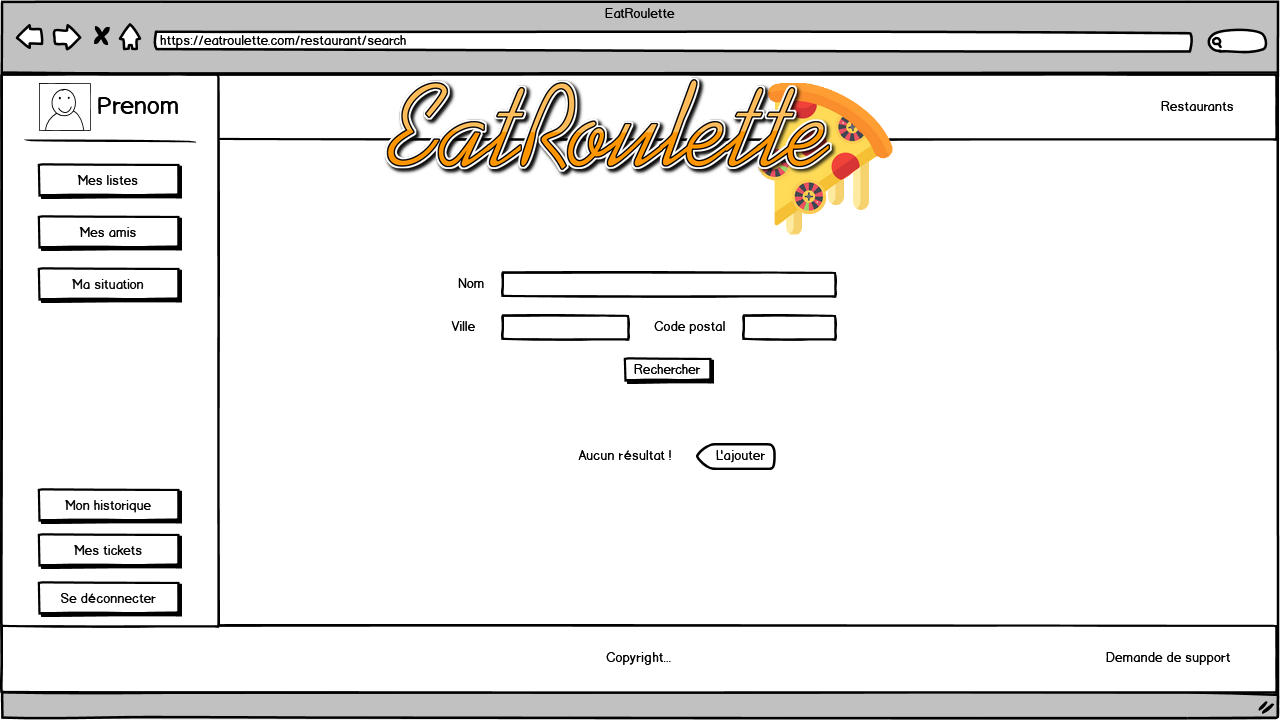 EatRoulette
https://eatroulette.com/restaurant/search
Prenom
EatRoulette
Restaurants
Mes listes
Mes amis
Ma situation
Nom
Ville
Code postal
Rechercher
Aucun résultat !
L'ajouter
Mon historique
Mes tickets
Se déconnecter
Copyright...
Demande de support